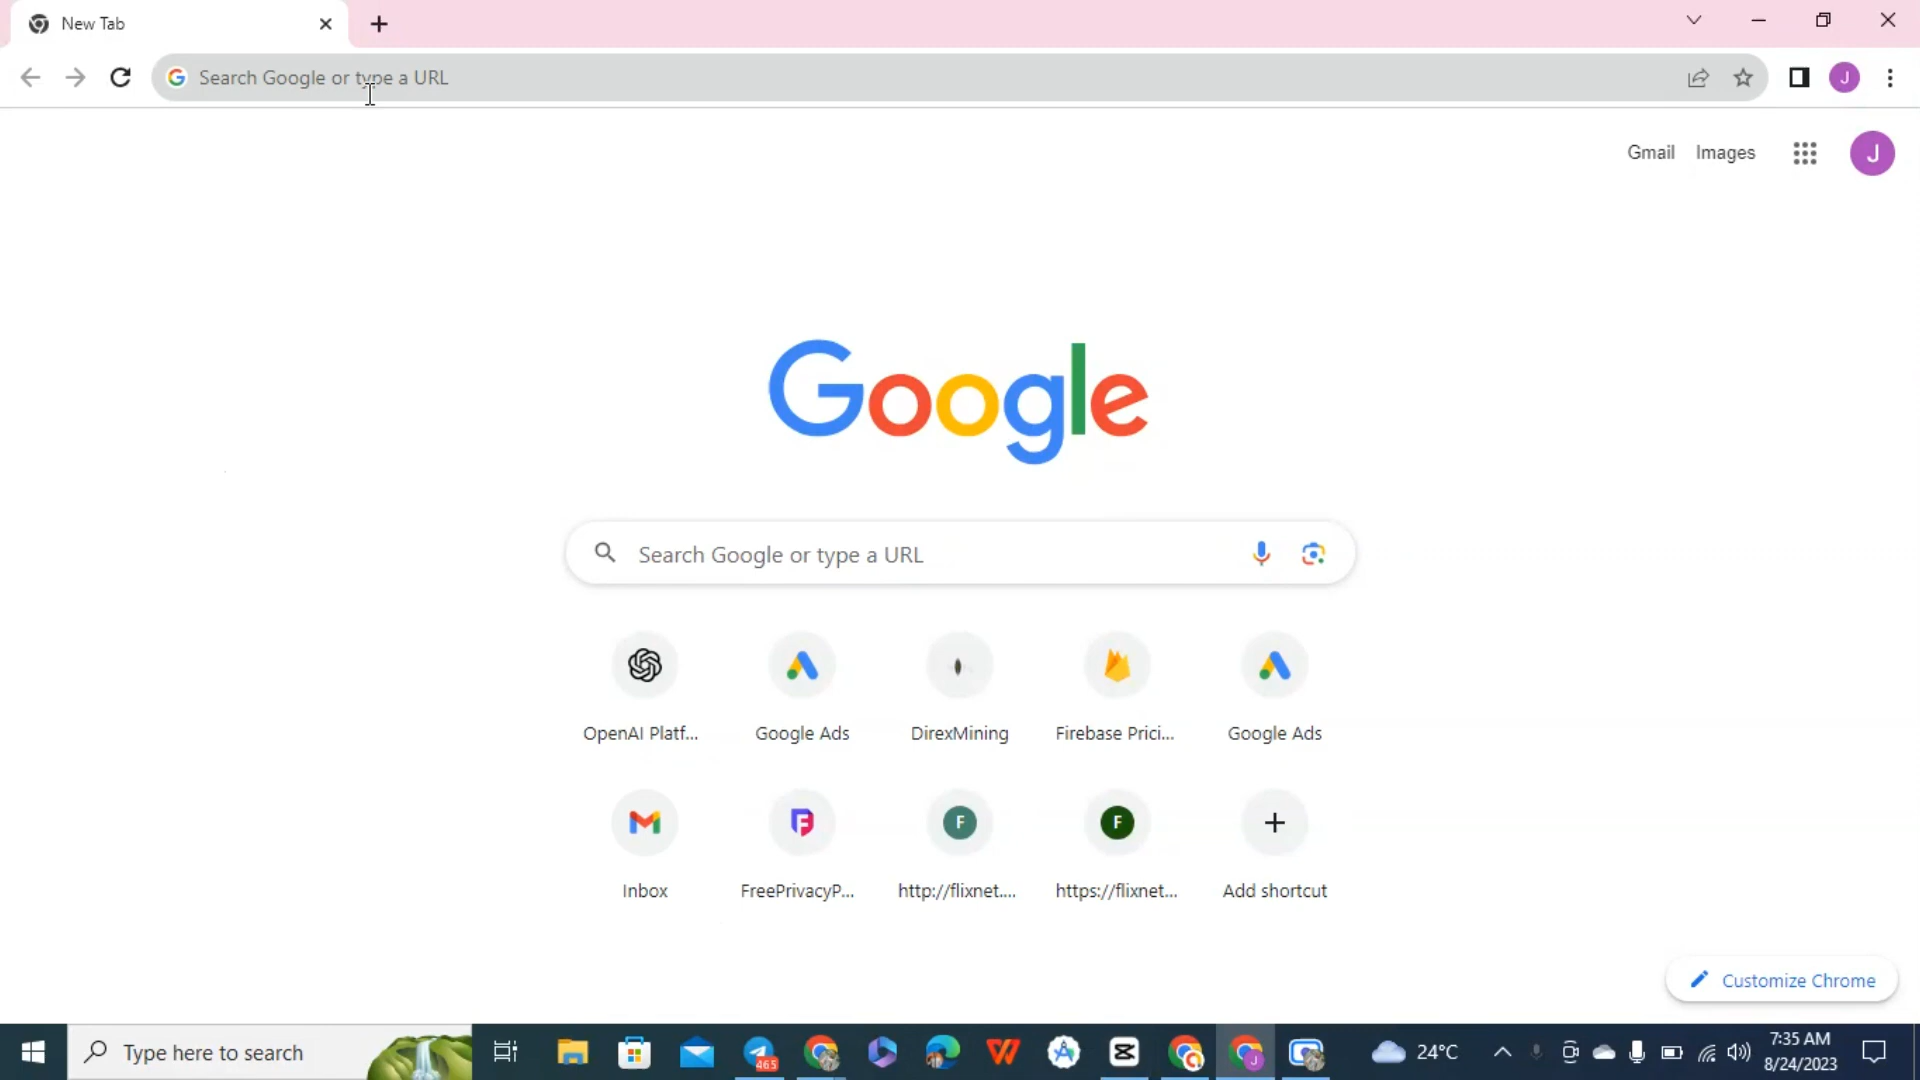 New Tab
Search Google or type a URL
J
Gmail
Images
J
Google
Search Google or type a URL
OpenAI Platf...
Google Ads
DirexMining
Firebase Prici...
Google Ads
F
F
Inbox
FreePrivacyP...
http://flixnet....
https://flixnet...
Add shortcut
Customize Chrome
Type here to search
465
J
24°C
7:35 AM
8/24/2023